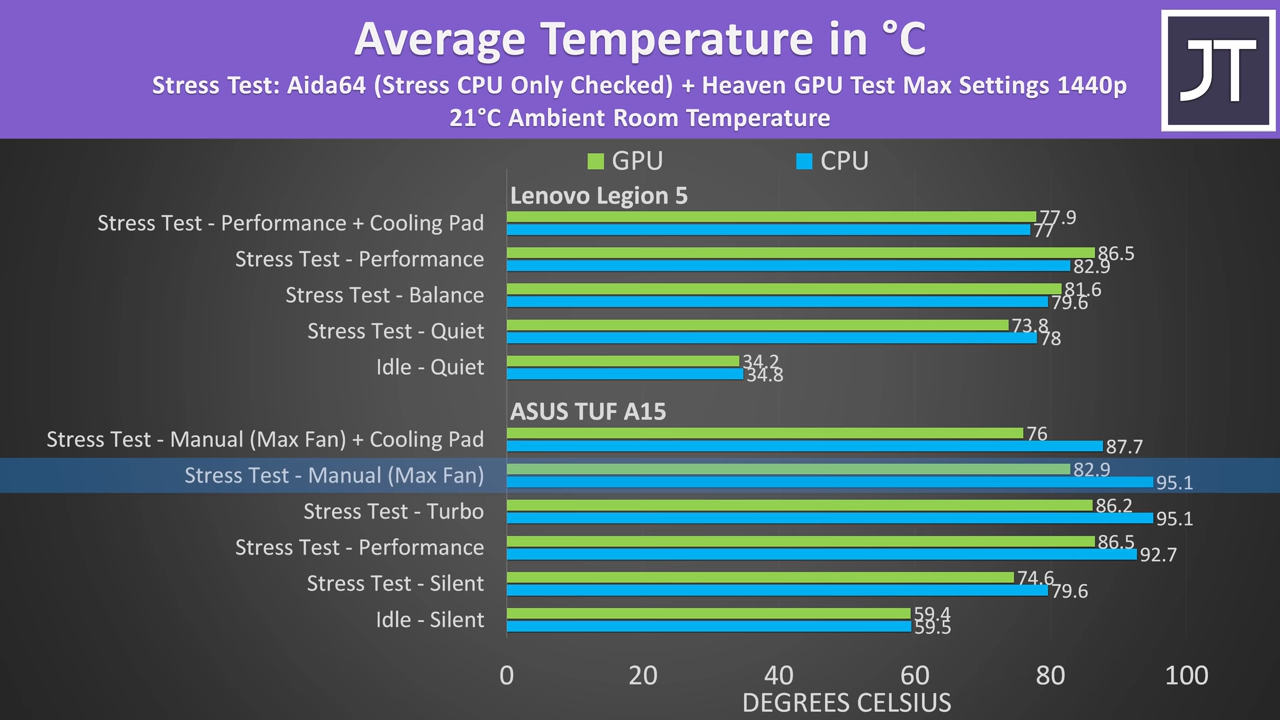 Average Temperature in °C
JT
Stress Test: Aida64 (Stress CPU Only Checked) + Heaven GPU Test Max Settings 1440p
21°C Ambient Room Temperature
GPU CPU
Lenovo Legion 5
Stress Test - Performance + Cooling Pad 77.9 77
Stress Test - Performance 86.5 82.9
Stress Test - Balance 81.6 79.6
Stress Test - Quiet 73.8 78
Idle - Quiet 34.2 34.8
ASUS TUF A15
Stress Test - Manual (Max Fan) + Cooling Pad 76 87.7
Stress Test - Manual (Max Fan) 82.9 95.1
Stress Test - Turbo 86.2 95.1
Stress Test - Performance 86.5 92.7
Stress Test - Silent 74.6 79.6
Idle - Silent 59.4 59.5
0 20 40 60 80 100
DEGREES CELSIUS